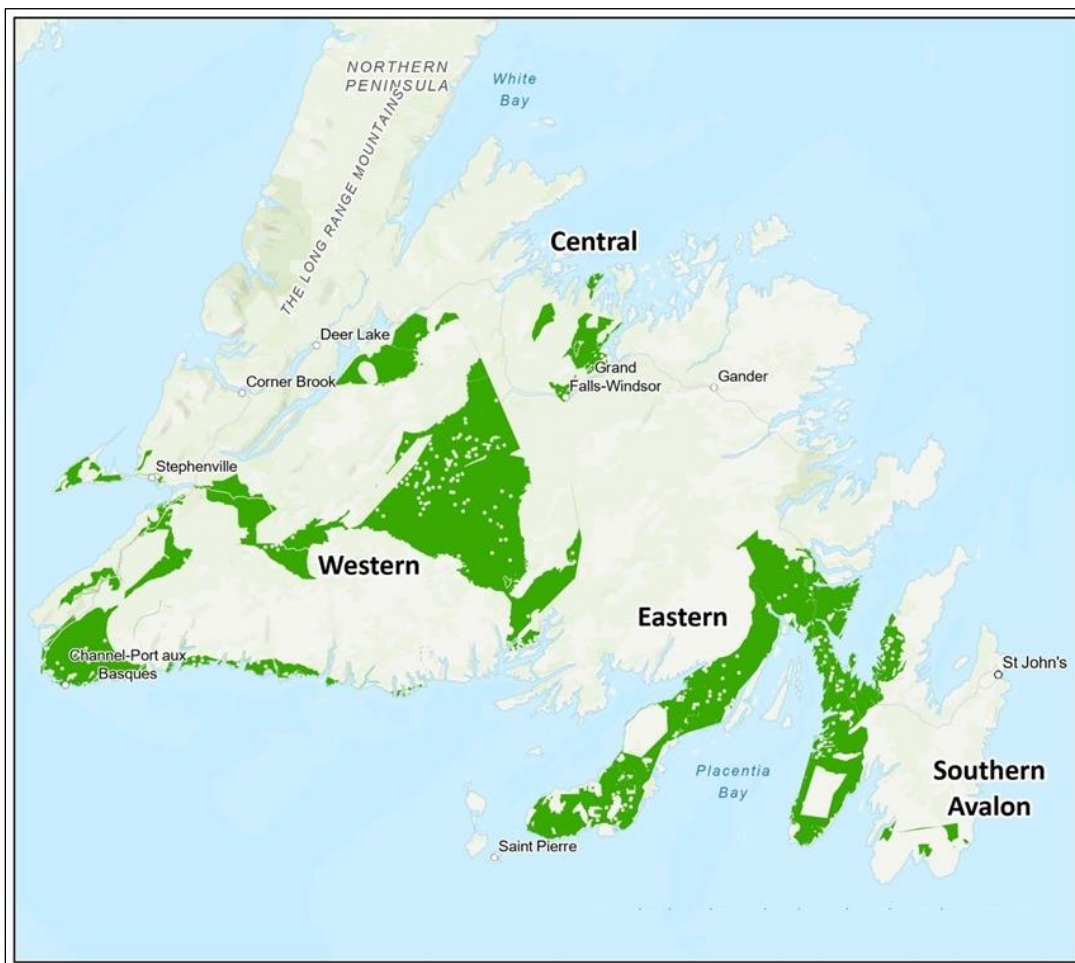 NORTHERN
PENINSULA
White
Bay
THE LONG RANGE MOUNTAINS
Central
Deer Lake
Corner Brook
Grand
Falls-Windsor
Gander
Stephenville
Western
Eastern
Channel-Port aux
Basques
St John's
Placentia
Bay
Southern
Avalon
Saint Pierre